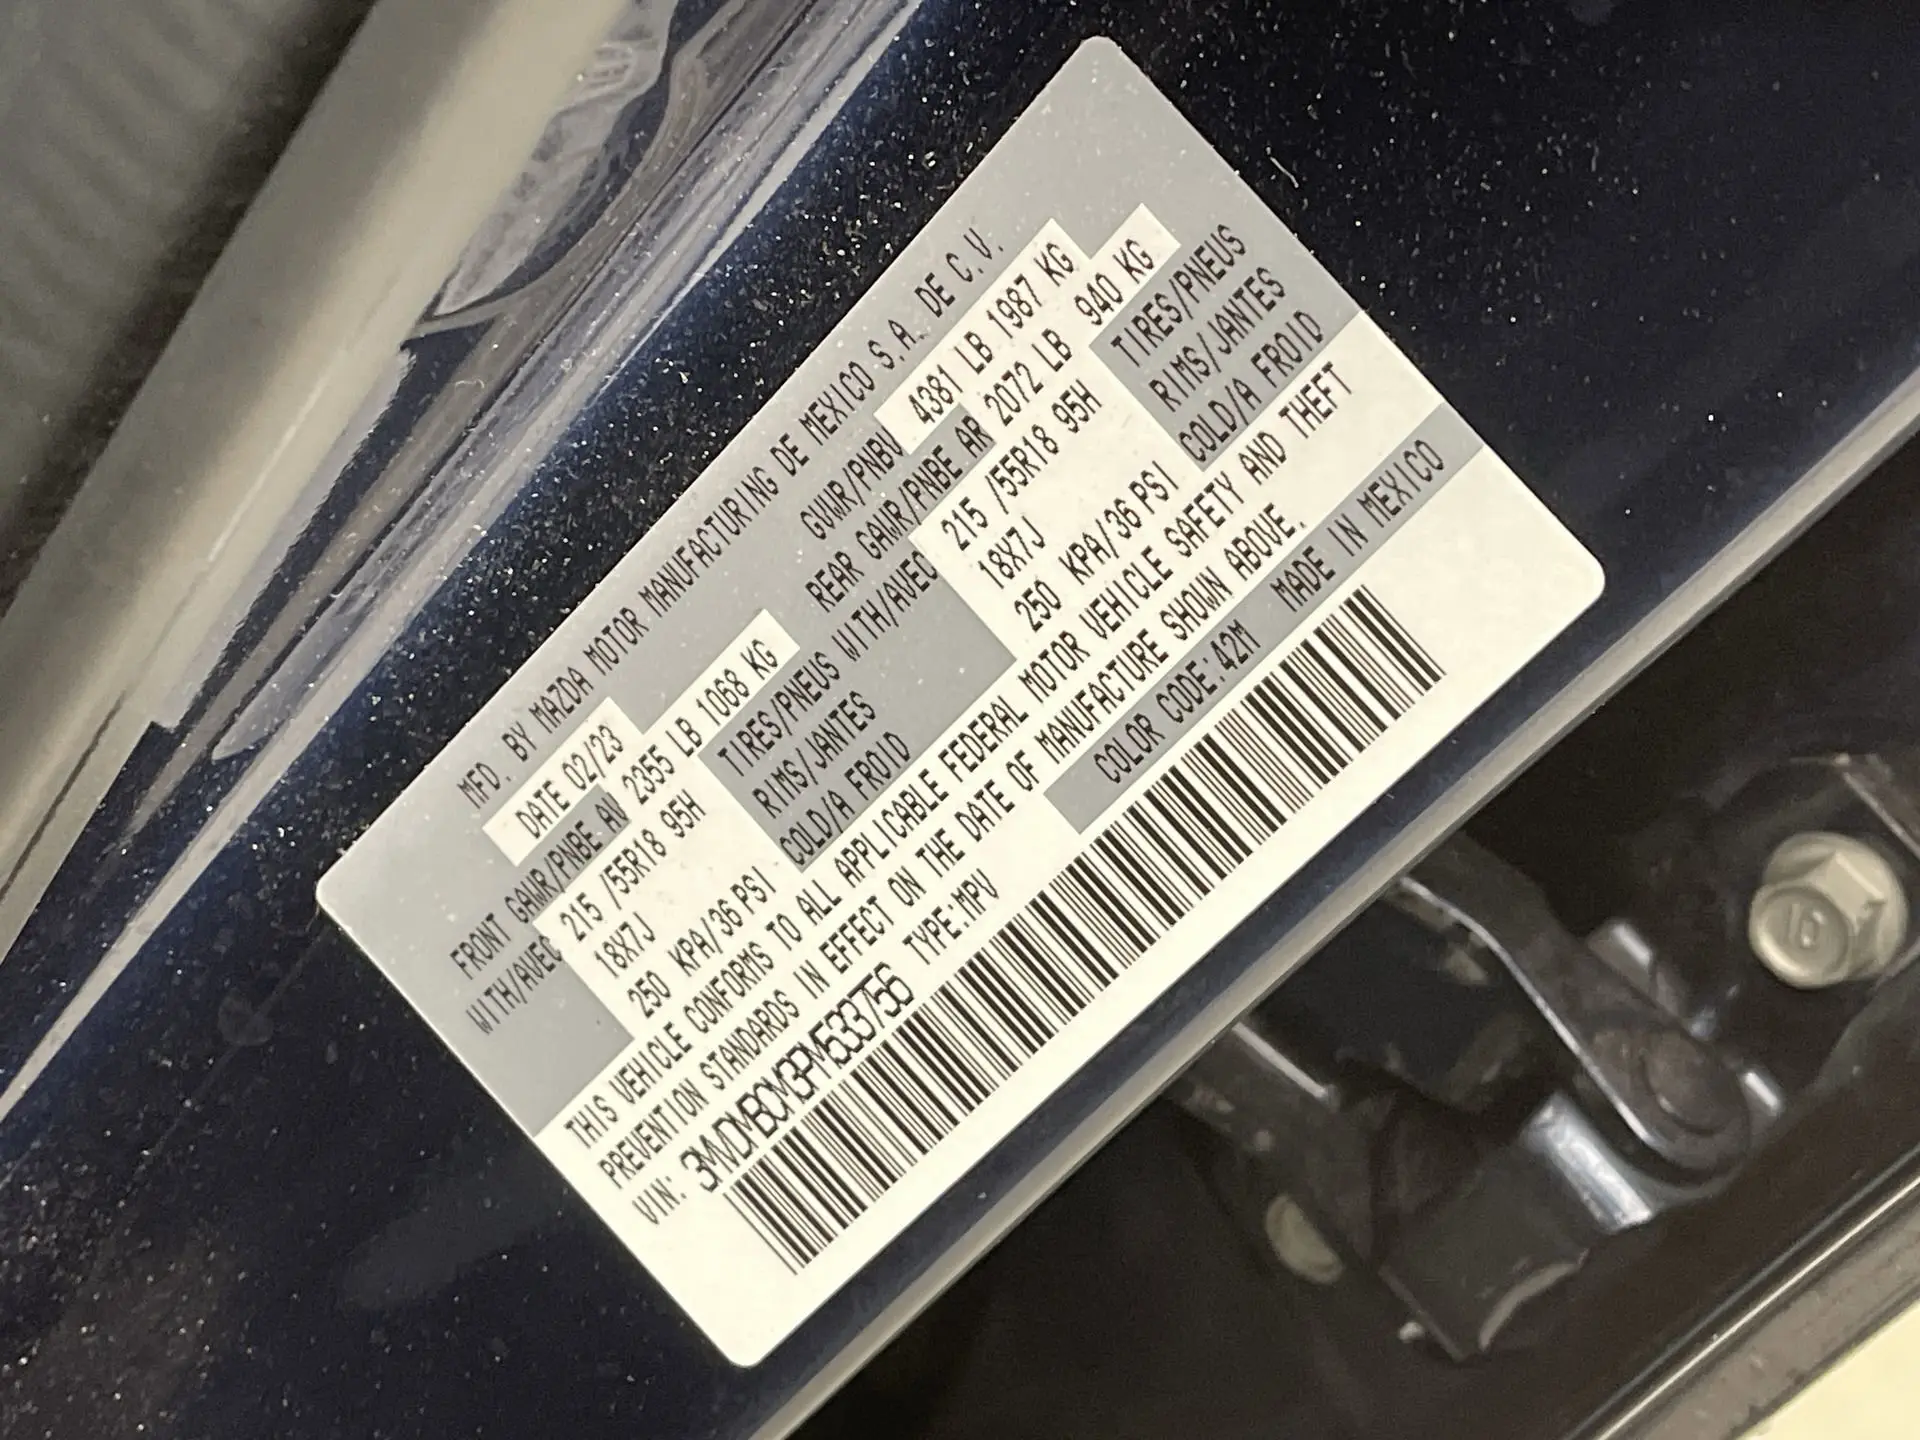 MFD. BY MAZDA MOTOR MANUFACTURING DE MEXICO S.A. DE C.V.
DATE 02/23 GVWR/PNBV 4381 LB 1987 KG
FRONT GAWR/PNBE AV 2355 LB 1068 KG REAR GAWR/PNBE AR 2072 LB 940 KG
WITH/AVEC 215 /55R18 95H TIRES/PNEUS WITH/AVEC 215 /55R18 95H TIRES/PNEUS
18X7J RIMS/JANTES 18X7J RIMS/JANTES
250 KPA/36 PSI COLD/A FROID 250 KPA/36 PSI COLD/A FROID
THIS VEHICLE CONFORMS TO ALL APPLICABLE FEDERAL MOTOR VEHICLE SAFETY AND THEFT
PREVENTION STANDARDS IN EFFECT ON THE DATE OF MANUFACTURE SHOWN ABOVE.
VIN: 3MVDMBCM3PM533756 TYPE:MPV COLOR CODE:42M MADE IN MEXICO
10